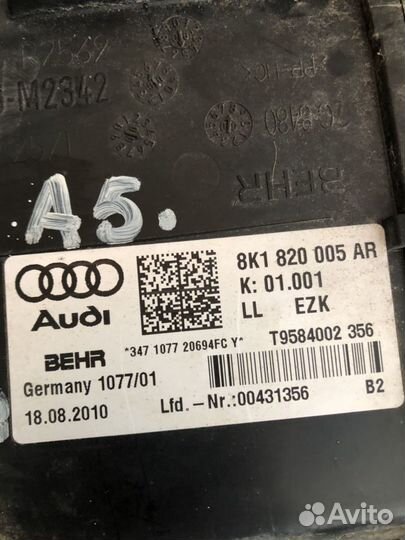 -M2342
BEHR
A5.
8K1 820 005 AR
K: 01.001
LL EZK
Audi
BEHR
*347 1077 20694FC Y*
T9584002 356
Germany 1077/01
18.08.2010
Lfd.-Nr.:00431356
B2
Avito